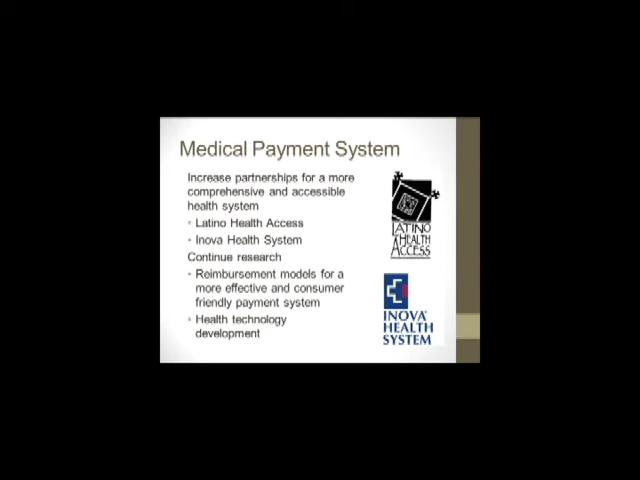 Medical Payment System
Increase partnerships for a more
comprehensive and accessible
health system
• Latino Health Access
• Inova Health System
Continue research
• Reimbursement models for a
more effective and consumer
friendly payment system
• Health technology
development
LATINO
HEALTH
ACCESS
INOVA®
HEALTH
SYSTEM